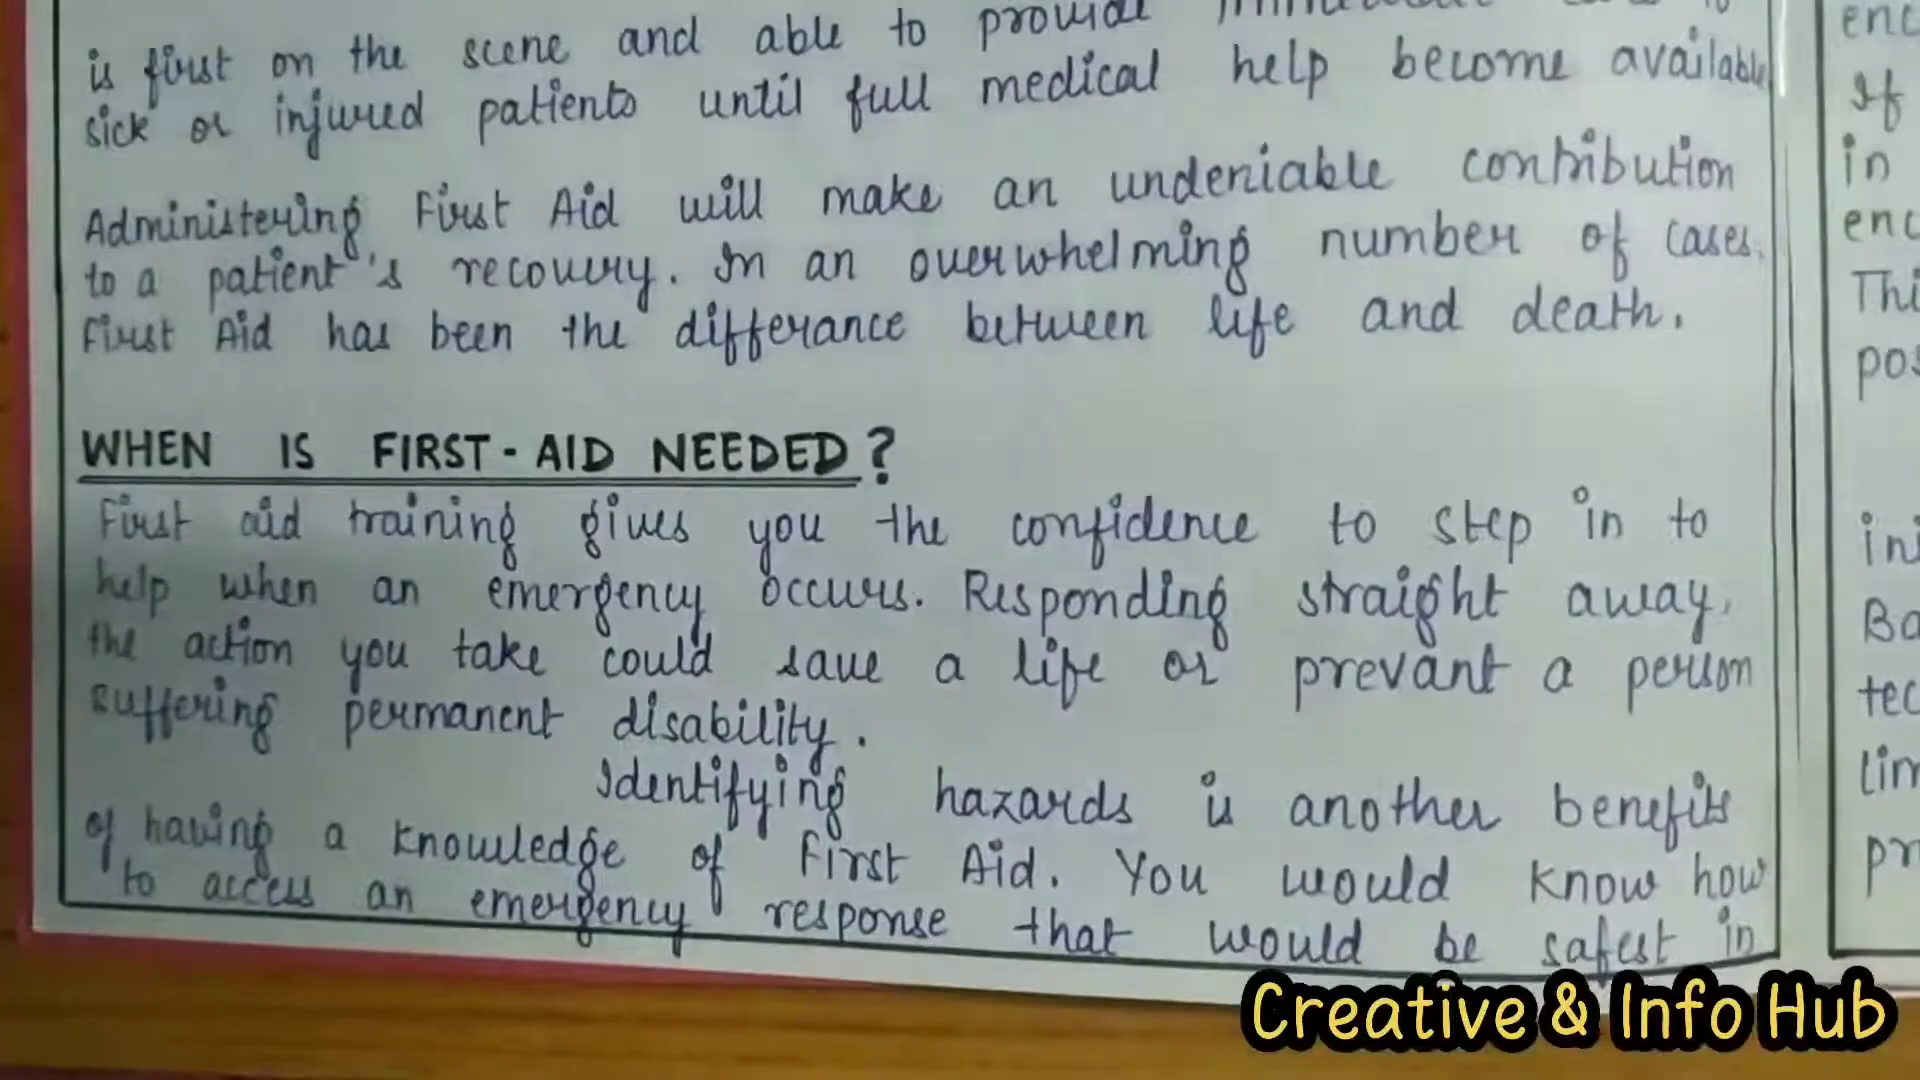 is first on the scene and able to provide
sick or injured patients until full medical help become available
Administering First Aid will make an undeniable contribution
to a patient's recovery. In an overwhelming number of cases.
First Aid has been the differance between life and death.
WHEN IS FIRST-AID NEEDED?
First aid training gives you the confidence to step in to
help when an emergency occurs. Responding straight away,
the action you take could save a life or prevant a person
suffering permanent disability.
Identifying hazards is another benefits
of having a knowledge of First Aid. You would know how
to access an emergency response that would be safest in
enc
If
in
enc
Thi
pos
ini
Ba
tec
lim
pr
Creative & Info Hub